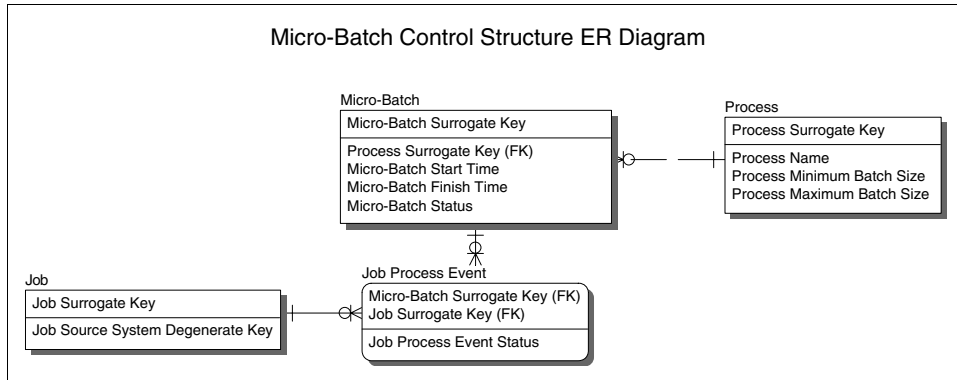 Micro-Batch Control Structure ER Diagram
Micro-Batch
Micro-Batch Surrogate Key
Process Surrogate Key (FK)
Micro-Batch Start Time
Micro-Batch Finish Time
Micro-Batch Status
Process
Process Surrogate Key
Process Name
Process Minimum Batch Size
Process Maximum Batch Size
Job
Job Surrogate Key
Job Source System Degenerate Key
Job Process Event
Micro-Batch Surrogate Key (FK)
Job Surrogate Key (FK)
Job Process Event Status